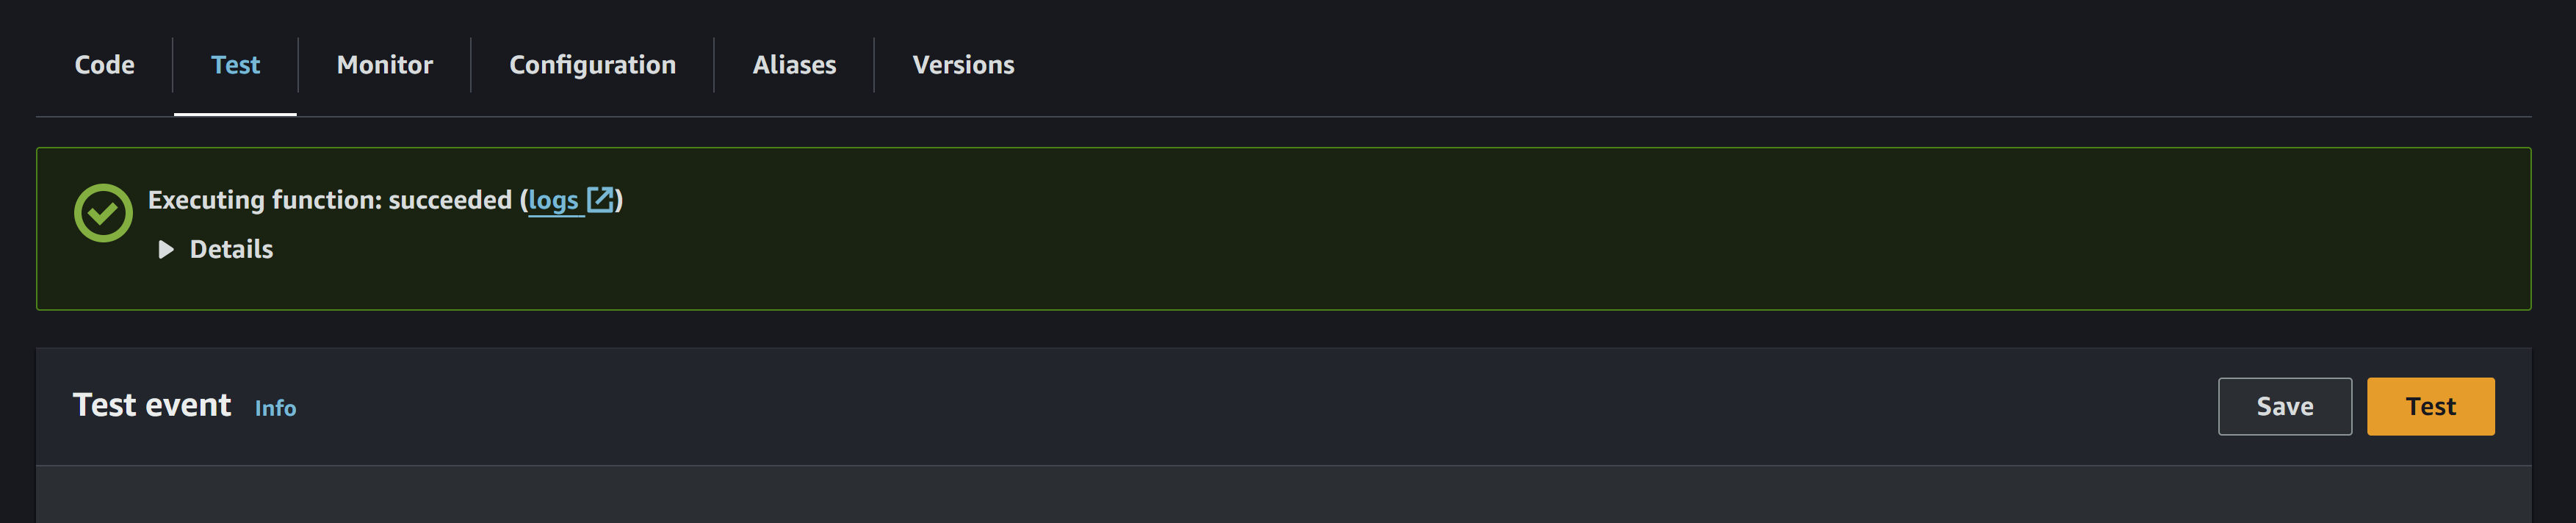 Code Test Monitor Configuration Aliases Versions
Executing function: succeeded (logs)
Details
Test event Info Save Test